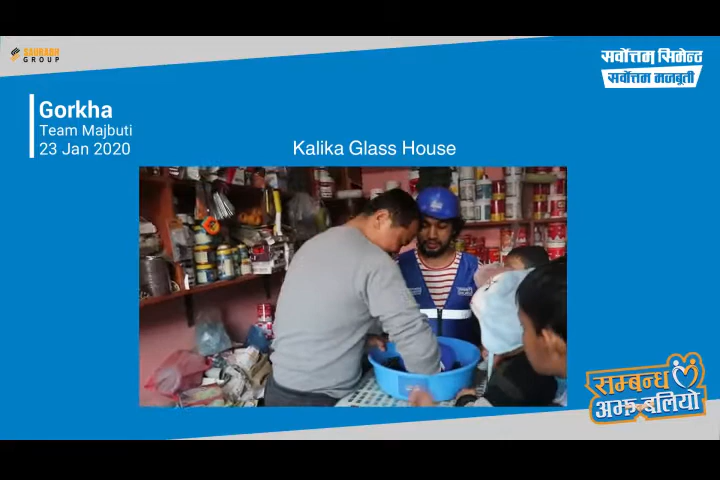 SAURABH
GROUP
सर्वोत्तम सिमेन्ट
सर्वोत्तम मजबूती
Gorkha
Team Majbuti
23 Jan 2020
Kalika Glass House
सम्बन्ध
अझ बलियो